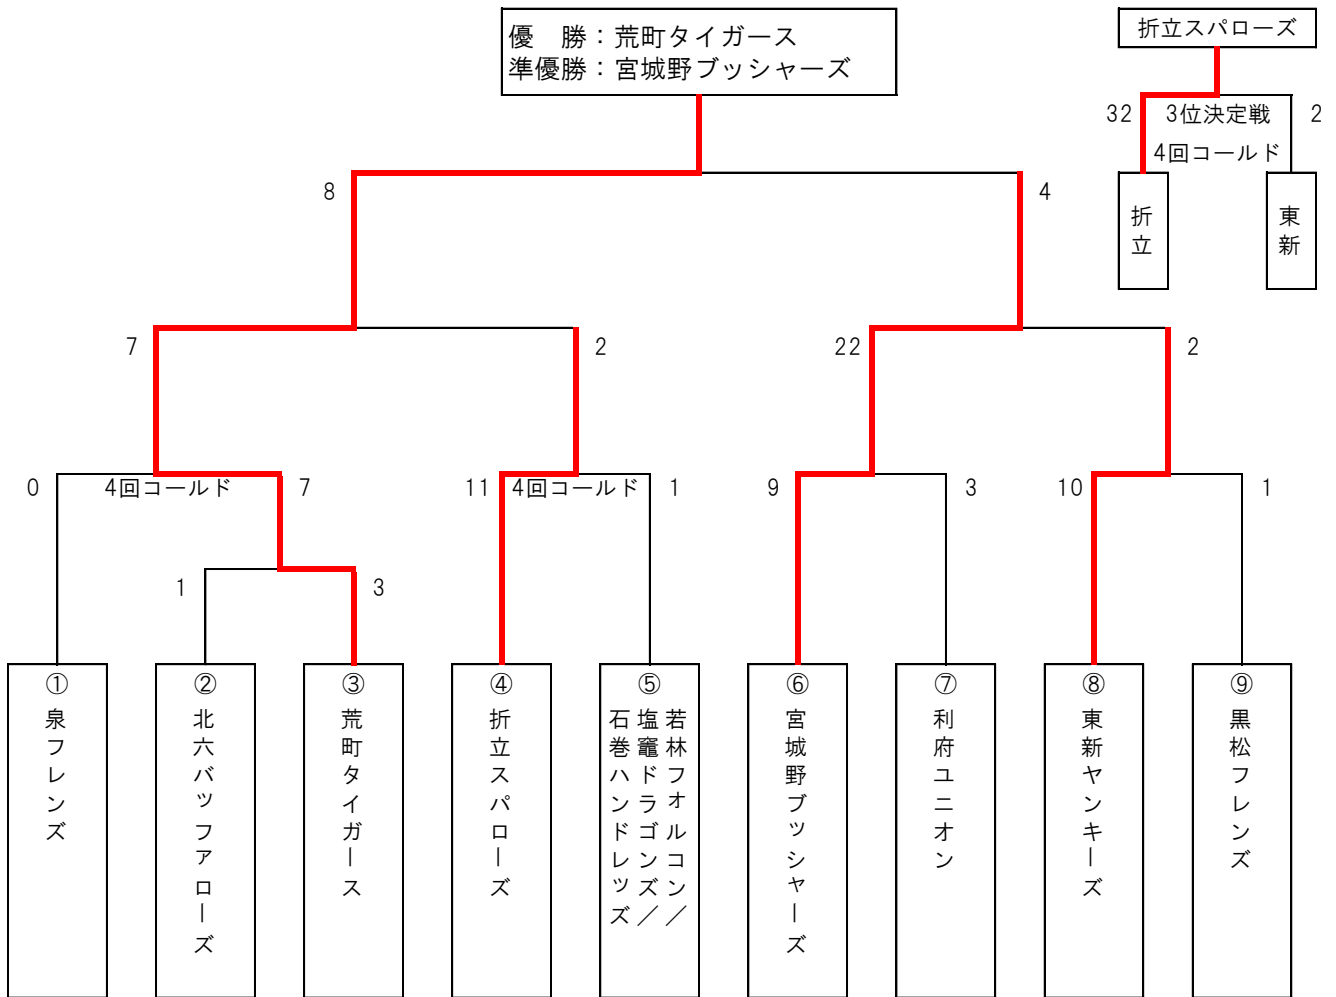 優　勝：荒町タイガース
準優勝：宮城野ブッシャーズ
折立スパローズ
32
3位決定戦
2
4回コールド
折立
東新
8
4
7
2
22
2
0
4回コールド
7
11
4回コールド
1
9
3
10
1
1
3
①
泉フレンズ
②
北六バッファローズ
③
荒町タイガース
④
折立スパローズ
⑤
若林フォルコン／
塩竈ドラゴンズ／
石巻ハンドレッズ
⑥
宮城野ブッシャーズ
⑦
利府ユニオン
⑧
東新ヤンキーズ
⑨
黒松フレンズ